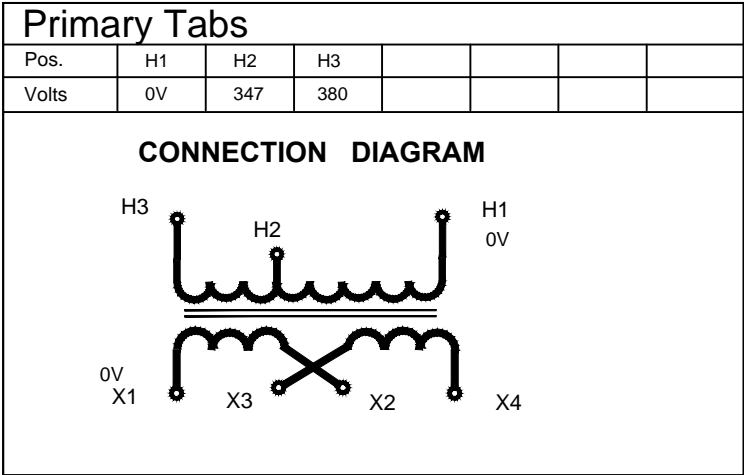 Primary Tabs
Pos. H1 H2 H3
Volts 0V 347 380
CONNECTION DIAGRAM
H3 H2 H1
0V
0V
X1 X3 X2 X4